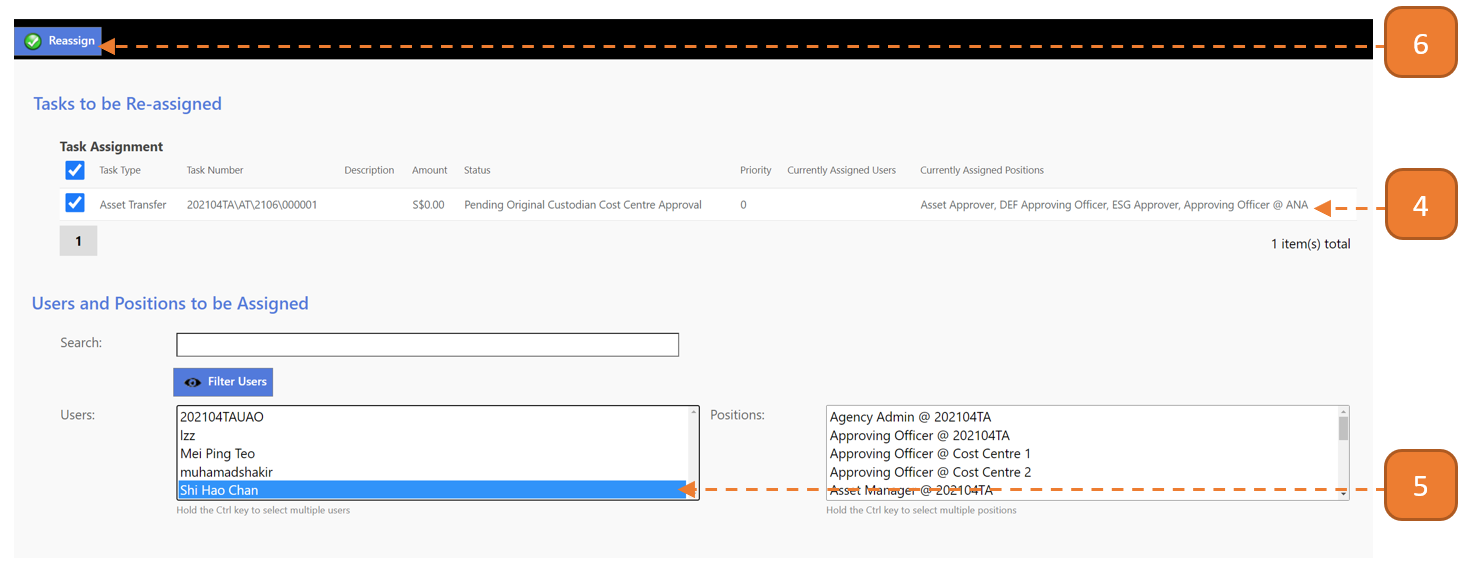 Reassign
6
Tasks to be Re-assigned
Task Assignment
Task Type Task Number Description Amount Status Priority Currently Assigned Users Currently Assigned Positions
Asset Transfer 202104TA\AT\2106\000001 S$0.00 Pending Original Custodian Cost Centre Approval 0 Asset Approver, DEF Approving Officer, ESG Approver, Approving Officer @ ANA
4
1
1 item(s) total
Users and Positions to be Assigned
Search:
Filter Users
Users:
202104TAUAO
lzz
Mei Ping Teo
muhamadshakir
Shi Hao Chan
Hold the Ctrl key to select multiple users
Positions:
Agency Admin @ 202104TA
Approving Officer @ 202104TA
Approving Officer @ Cost Centre 1
Approving Officer @ Cost Centre 2
Asset Manager @ 202104TA
Hold the Ctrl key to select multiple positions
5